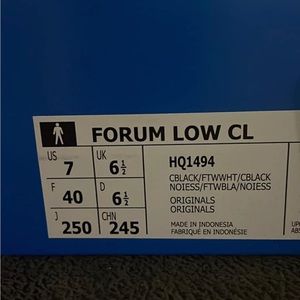 FORUM LOW CL
US 7 UK 6½
F 40 D 6½
J 250 CHN 245
HQ1494
CBLACK/FTWWHT/CBLACK
NOIESS/FTWBLA/NOIESS
ORIGINALS
ORIGINALS
MADE IN INDONESIA
FABRIQUÉ EN INDONÉSIE